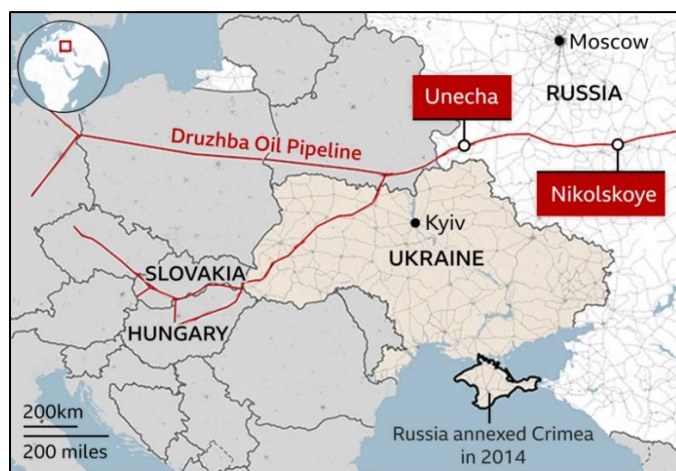 Moscow
Unecha
RUSSIA
Druzhba Oil Pipeline
Nikolskoye
Kyiv
SLOVAKIA
UKRAINE
HUNGARY
200km
200 miles
Russia annexed Crimea
in 2014